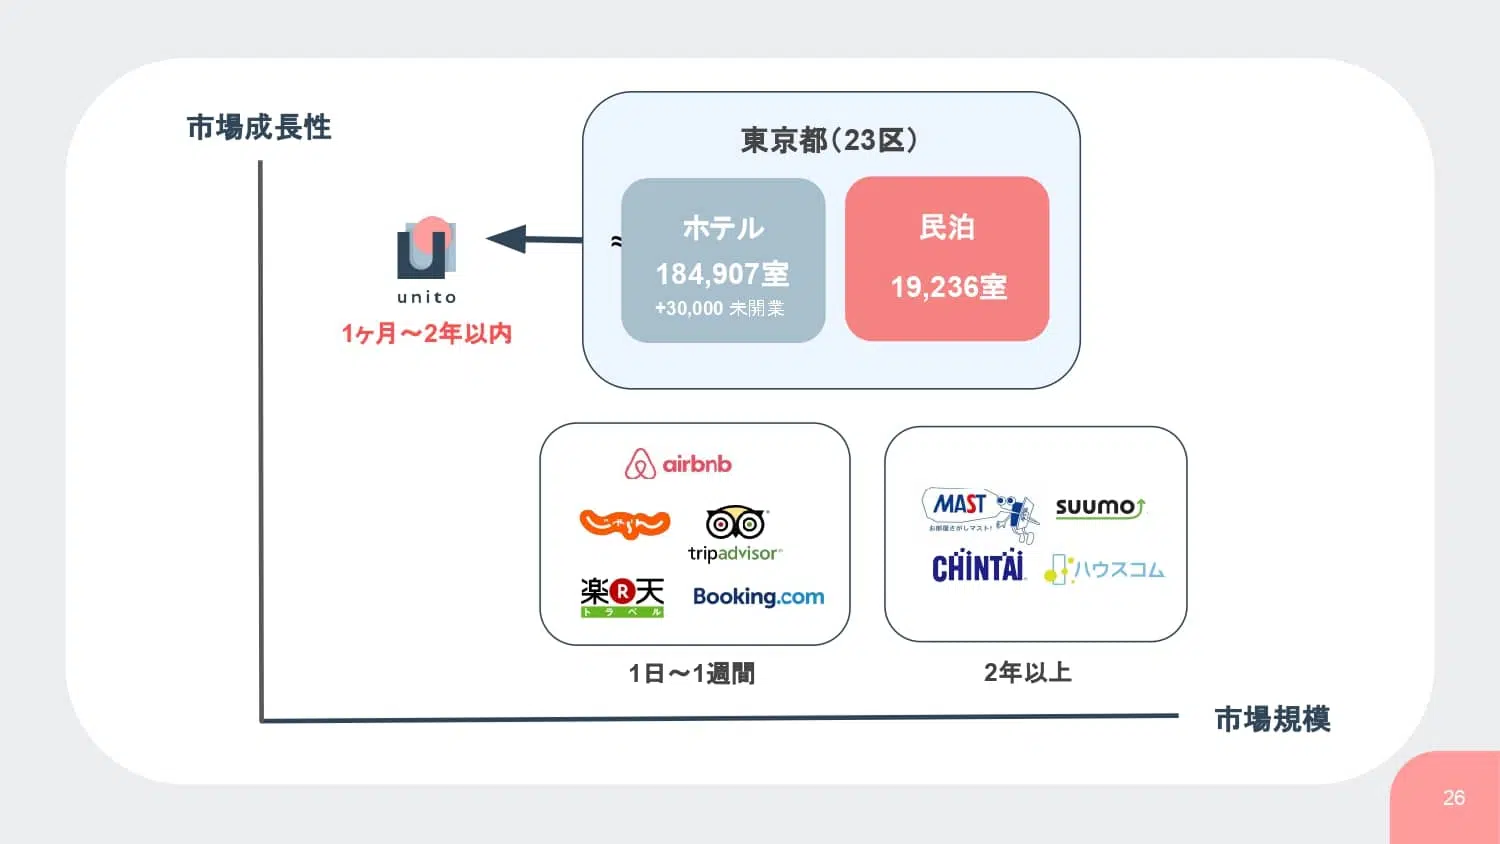 市場成長性
東京都（23区）
ホテル
184,907室
+30,000 未開業
民泊
19,236室
≈
unito
1ヶ月～2年以内
airbnb
じゃらん
tripadvisor
楽R天
トラベル
Booking.com
1日～1週間
MAST
お部屋さがしマスト!
SUUMO
CHINTAI
ハウスコム
2年以上
市場規模
26